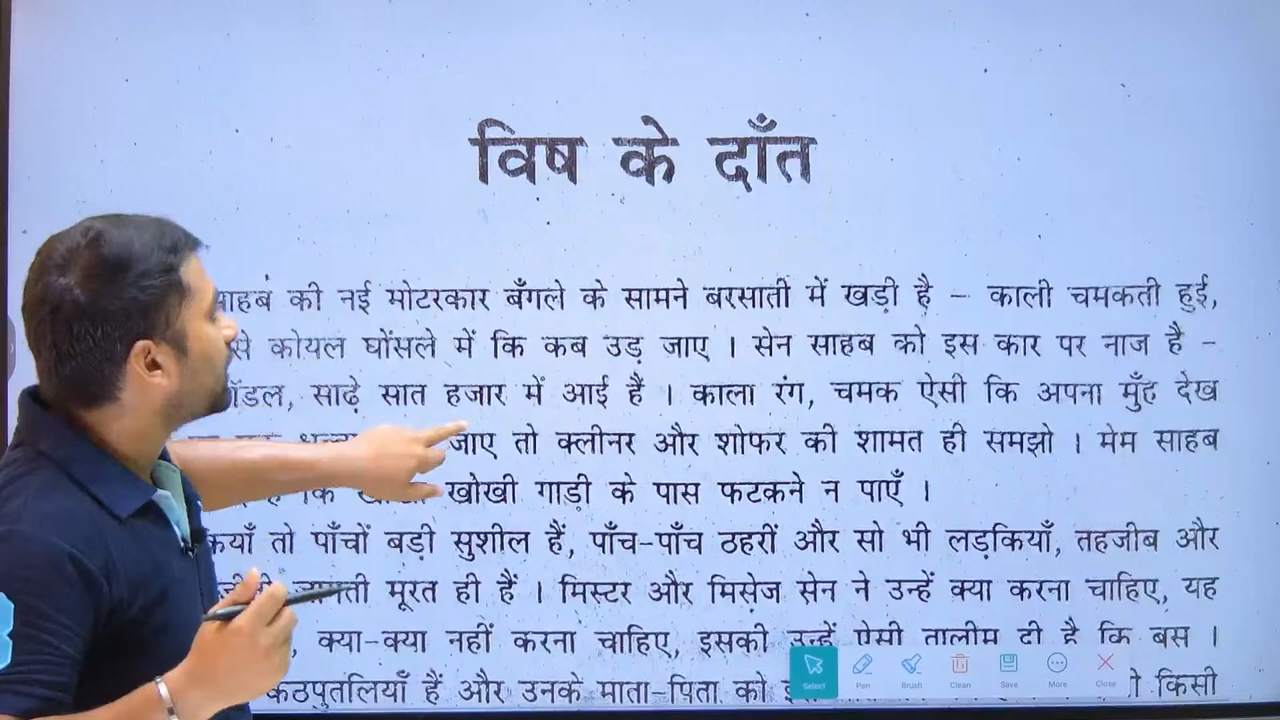 विष के दाँत
साहब की नई मोटरकार बँगले के सामने बरसाती में खड़ी है – काली चमकती हुई,
से कोयल घोंसले में कि कब उड़ जाए । सेन साहब को इस कार पर नाज है –
ऑडल, साढ़े सात हजार में आई है । काला रंग, चमक ऐसी कि अपना मुँह देख
जाए तो क्लीनर और शोफर की शामत ही समझो । मेम साहब
कि खोखी गाड़ी के पास फटकने न पाएँ ।
कियाँ तो पाँचों बड़ी सुशील हैं, पाँच-पाँच ठहरीं और सो भी लड़कियाँ, तहजीब और
मूरत ही हैं । मिस्टर और मिसेज सेन ने उन्हें क्या करना चाहिए, यह
, क्या-क्या नहीं करना चाहिए, इसकी उन्हें ऐसी तालीम दी है कि बस ।
कठपुतलियाँ हैं और उनके माता-पिता को किसी
Select Pen Brush Clean Save More Close